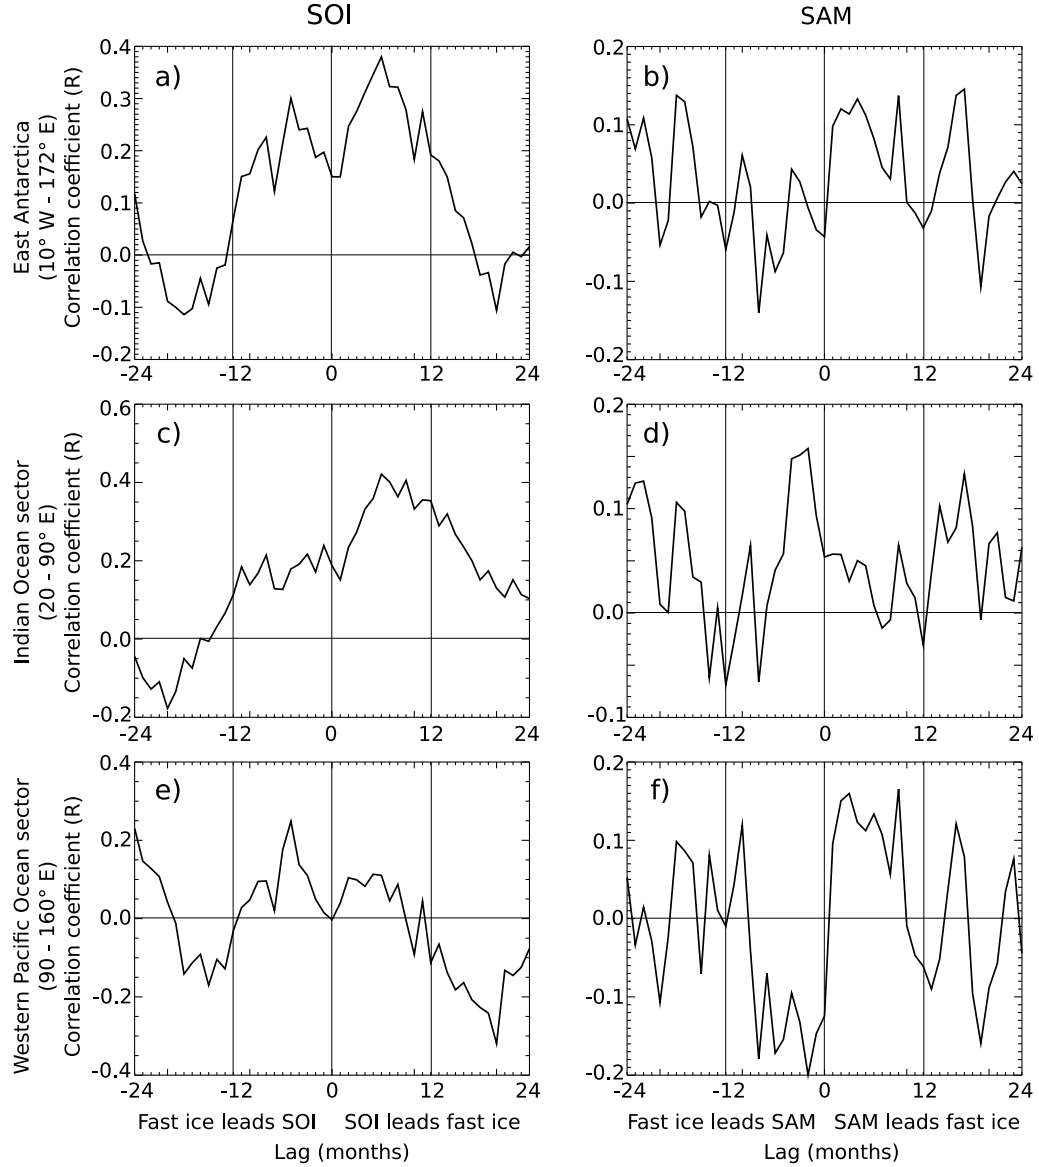 SOI
SAM
East Antarctica
(10° W - 172° E)
Correlation coefficient (R)
a)
0.4
0.3
0.2
0.1
0.0
-0.1
-0.2
-24
-12
0
12
24
b)
0.2
0.1
0.0
-0.1
-0.2
-24
-12
0
12
24
Indian Ocean sector
(20 - 90° E)
Correlation coefficient (R)
c)
0.6
0.4
0.2
0.0
-0.2
-24
-12
0
12
24
d)
0.2
0.1
0.0
-0.1
-24
-12
0
12
24
Western Pacific Ocean sector
(90 - 160° E)
Correlation coefficient (R)
e)
0.4
0.2
0.0
-0.2
-0.4
-24
-12
0
12
24
f)
0.2
0.1
0.0
-0.1
-0.2
-24
-12
0
12
24
Fast ice leads SOI
SOI leads fast ice
Lag (months)
Fast ice leads SAM
SAM leads fast ice
Lag (months)